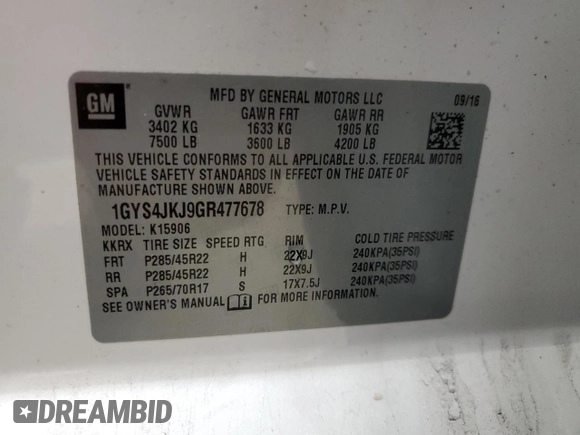 GM
MFD BY GENERAL MOTORS LLC
09/16
GVWR GAWR FRT GAWR RR
3402 KG 1633 KG 1905 KG
7500 LB 3600 LB 4200 LB
THIS VEHICLE CONFORMS TO ALL APPLICABLE U.S. FEDERAL MOTOR
VEHICLE SAFETY STANDARDS IN EFFECT ON THE DATE OF
MANUFACTURE SHOWN ABOVE.
1GYS4JKJ9GR477678 TYPE: M.P.V.
MODEL: K15906
KKRX TIRE SIZE SPEED RTG RIM COLD TIRE PRESSURE
FRT P285/45R22 H 22X9J 240KPA(35PSI)
RR P285/45R22 H 22X9J 240KPA(35PSI)
SPA P265/70R17 S 17X7.5J 240KPA(35PSI)
SEE OWNER'S MANUAL FOR MORE INFORMATION.
DREAMBID